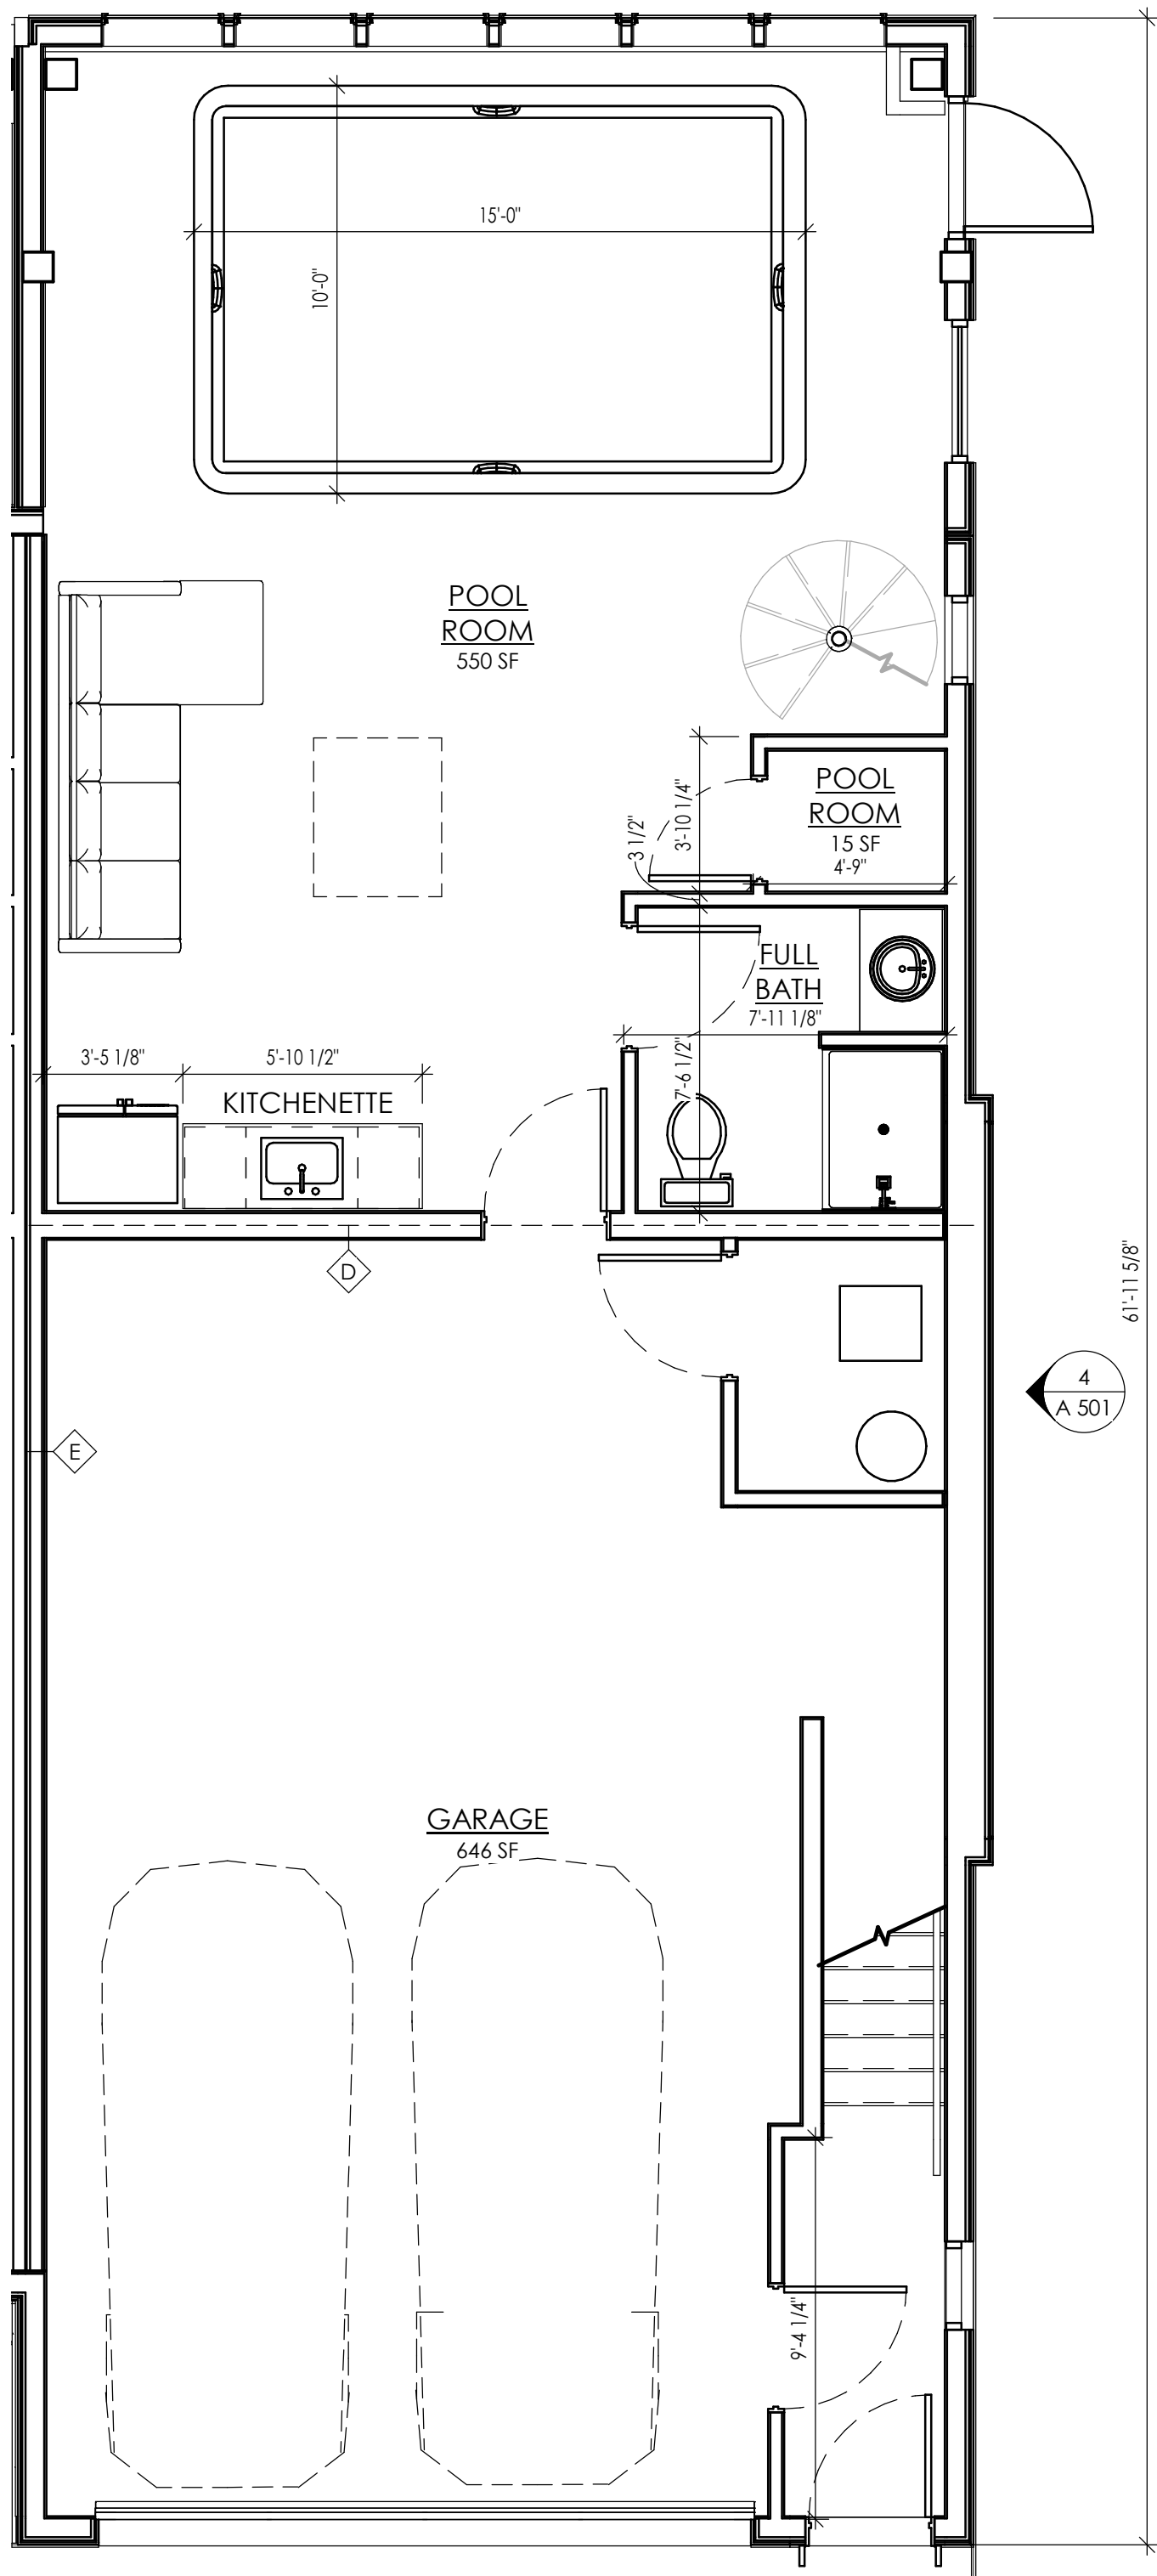 15'-0"
10'-0"
POOL
ROOM
550 SF
POOL
ROOM
15 SF
4'-9"
3'-10 1/4"
3 1/2"
FULL
BATH
7'-11 1/8"
7'-6 1/2"
3'-5 1/8"
5'-10 1/2"
KITCHENETTE
D
61'-11 5/8"
4
A 501
E
GARAGE
646 SF
9'-4 1/4"